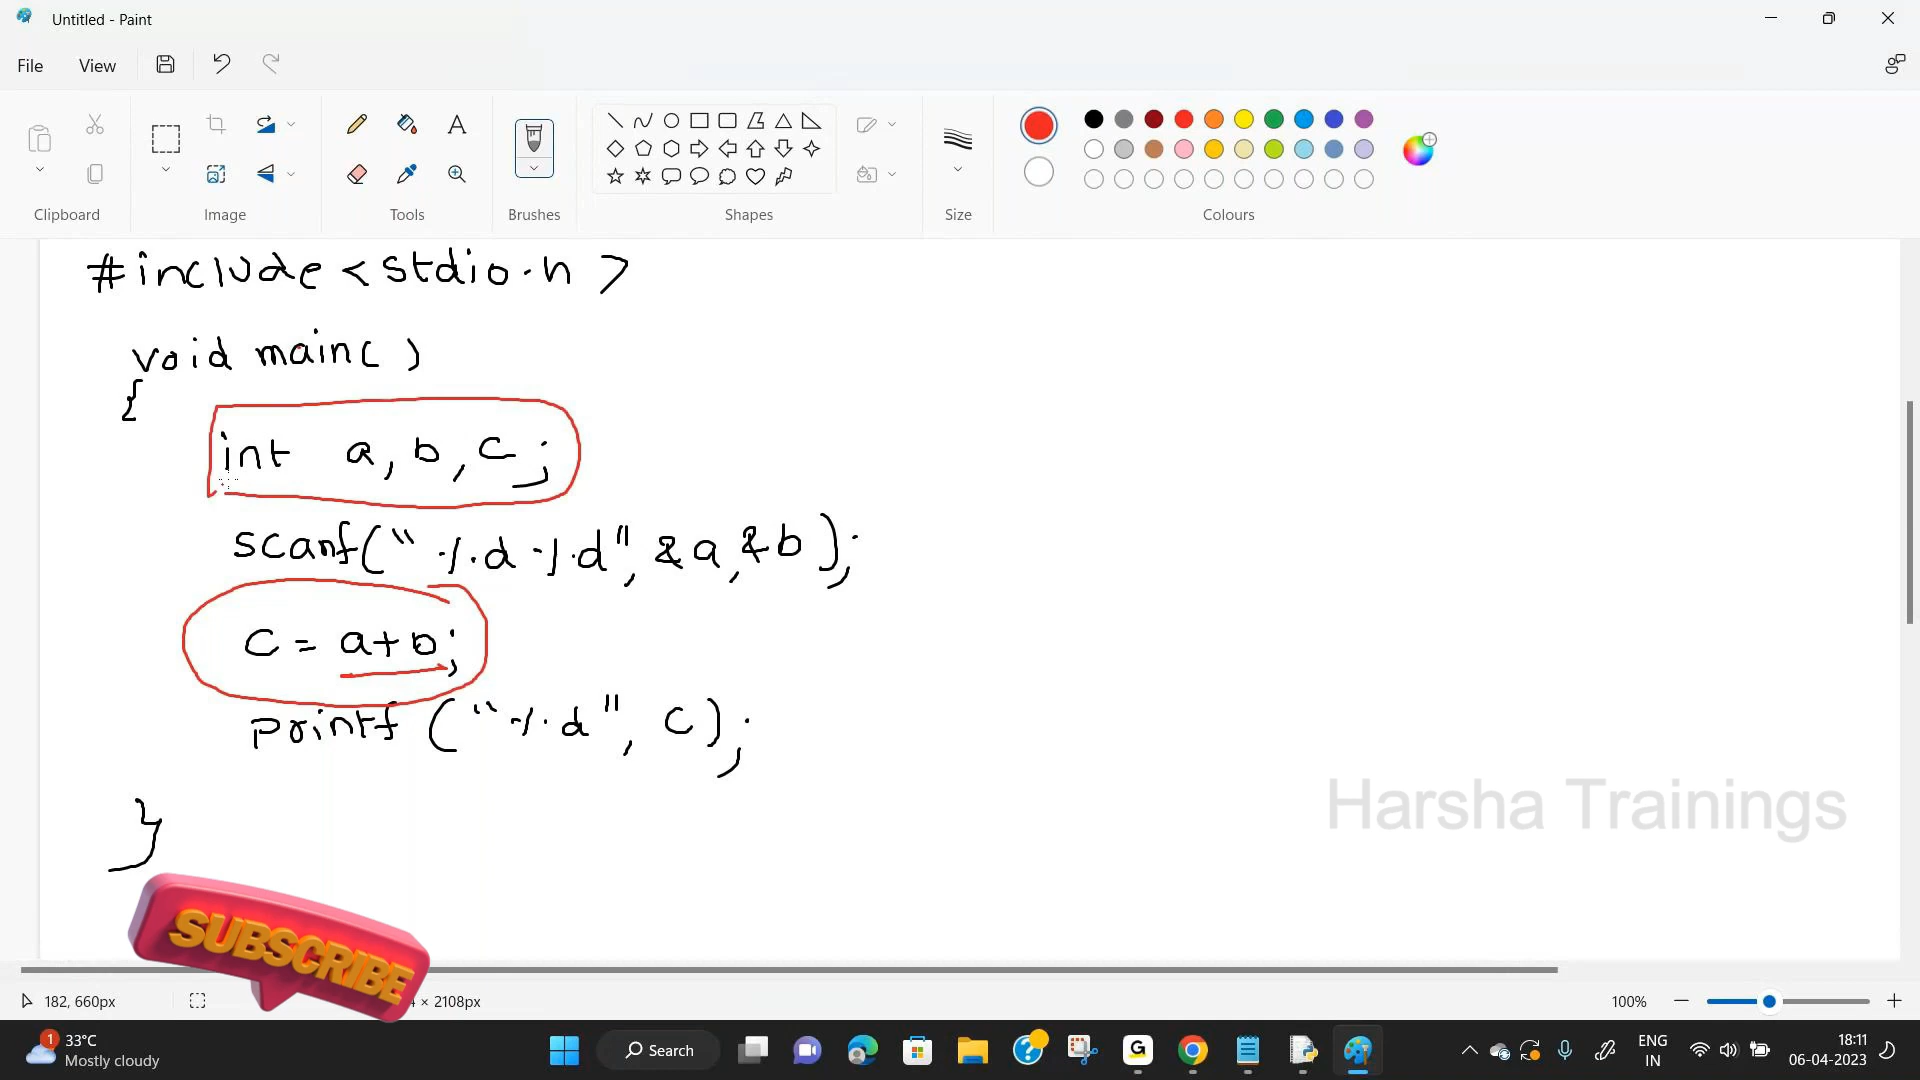 Untitled - Paint
File View
Clipboard Image Tools Brushes Shapes Size Colours
#include <stdio.h>
void main()
{
int a, b, c;
scanf("%d %d", &a, &b);
c = a+b;
printf ("%d", c);
}
Harsha Trainings
SUBSCRIBE
182, 660px × 2108px 100%
1 33°C
Mostly cloudy
Search
ENG
IN
18:11
06-04-2023